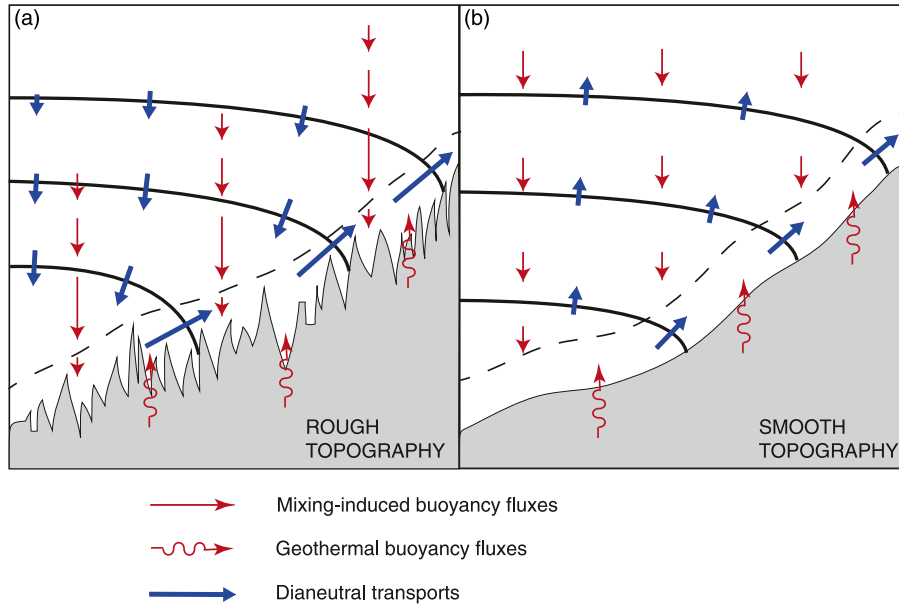 (a)
(b)
ROUGH
TOPOGRAPHY
SMOOTH
TOPOGRAPHY
Mixing-induced buoyancy fluxes
Geothermal buoyancy fluxes
Dianeutral transports